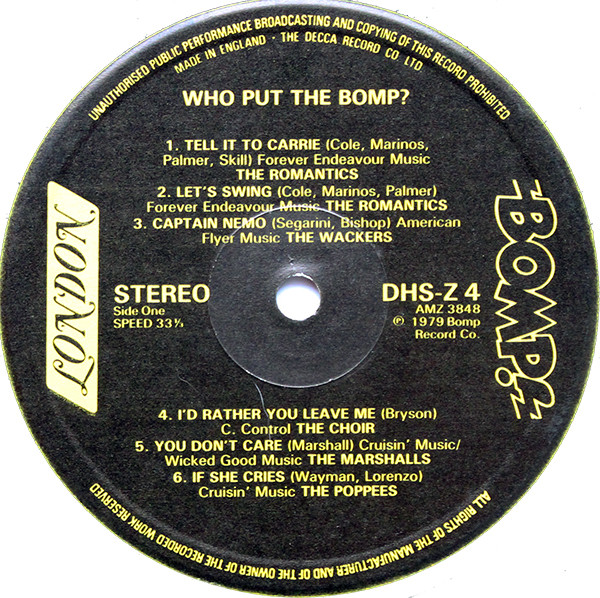 UNAUTHORISED PUBLIC PERFORMANCE BROADCASTING AND COPYING OF THIS RECORD PROHIBITED
MADE IN ENGLAND · THE DECCA RECORD CO LTD.
WHO PUT THE BOMP?
1. TELL IT TO CARRIE (Cole, Marinos,
Palmer, Skill) Forever Endeavour Music
THE ROMANTICS
2. LET'S SWING (Cole, Marinos, Palmer)
Forever Endeavour Music THE ROMANTICS
3. CAPTAIN NEMO (Segarini, Bishop) American
Flyer Music THE WACKERS
LONDON
STEREO
Side One
SPEED 33⅓
DHS-Z 4
AMZ 3848
℗ 1979 Bomp
Record Co.
BOMP!
4. I'D RATHER YOU LEAVE ME (Bryson)
C. Control THE CHOIR
5. YOU DON'T CARE (Marshall) Cruisin' Music/
Wicked Good Music THE MARSHALLS
6. IF SHE CRIES (Wayman, Lorenzo)
Cruisin' Music THE POPPEES
ALL RIGHTS OF THE MANUFACTURER AND OF THE OWNER OF THE RECORDED WORK RESERVED